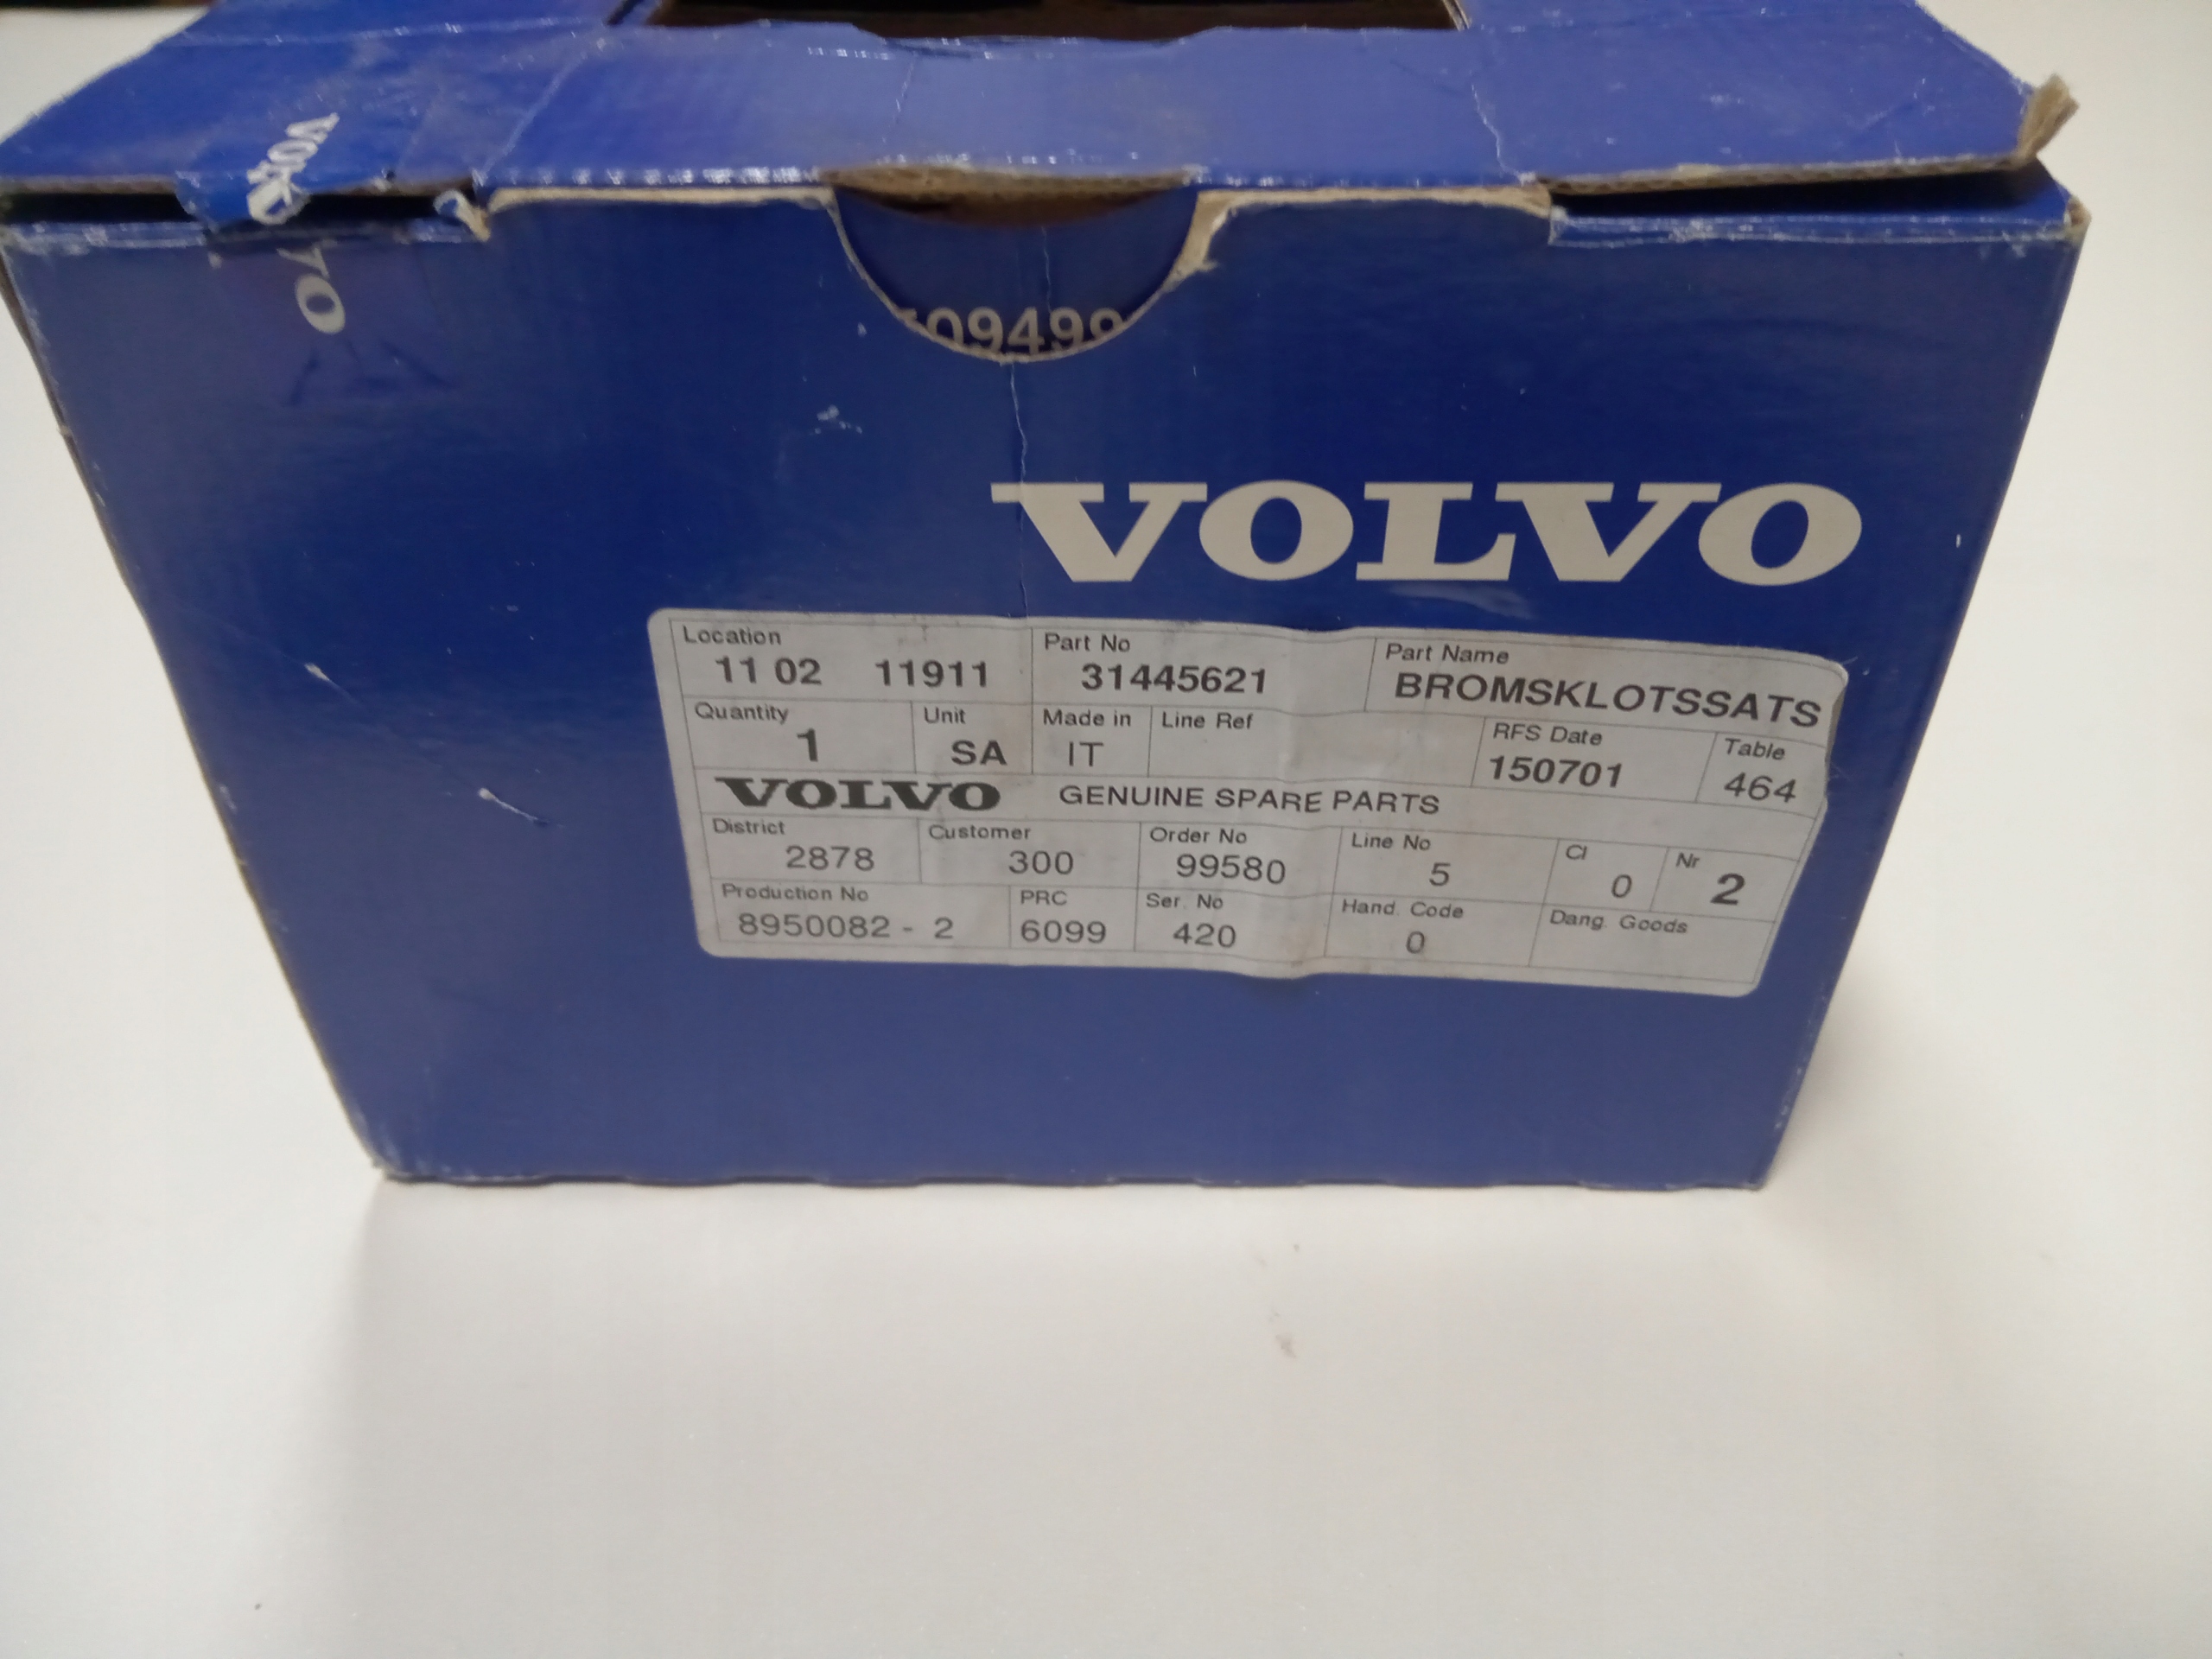 VOLVO
VO
09499
VOLVO
Location Part No Part Name
11 02 11911 31445621 BROMSKLOTSSATS
Quantity Unit Made in Line Ref RFS Date Table
1 SA IT 150701 464
VOLVO GENUINE SPARE PARTS
District Customer Order No Line No Cl Nr
2878 300 99580 5 0 2
Production No PRC Ser. No Hand. Code Dang. Goods
8950082 - 2 6099 420 0